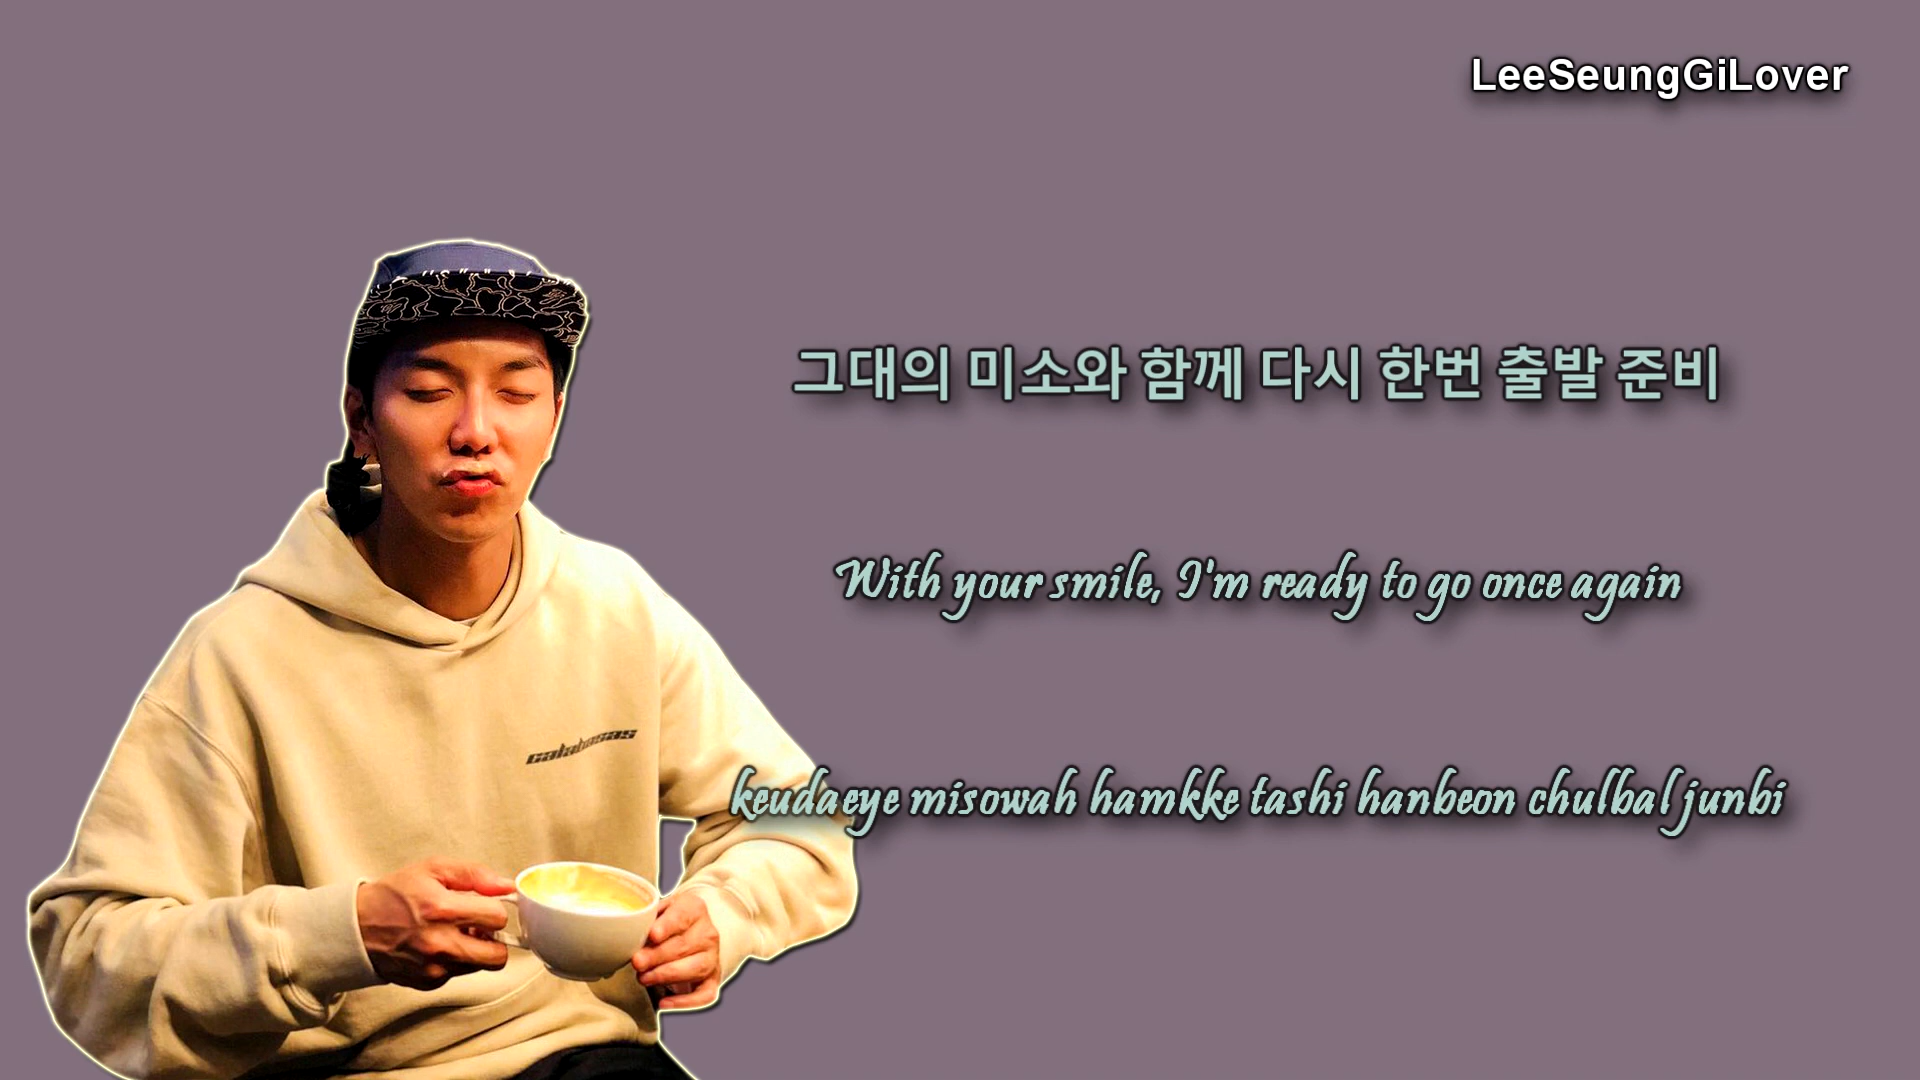 LeeSeungGiLover
그대의 미소와 함께 다시 한번 출발 준비
With your smile, I'm ready to go once again
calabasas
keudaeye misowah hamkke tashi hanbeon chulbal junbi